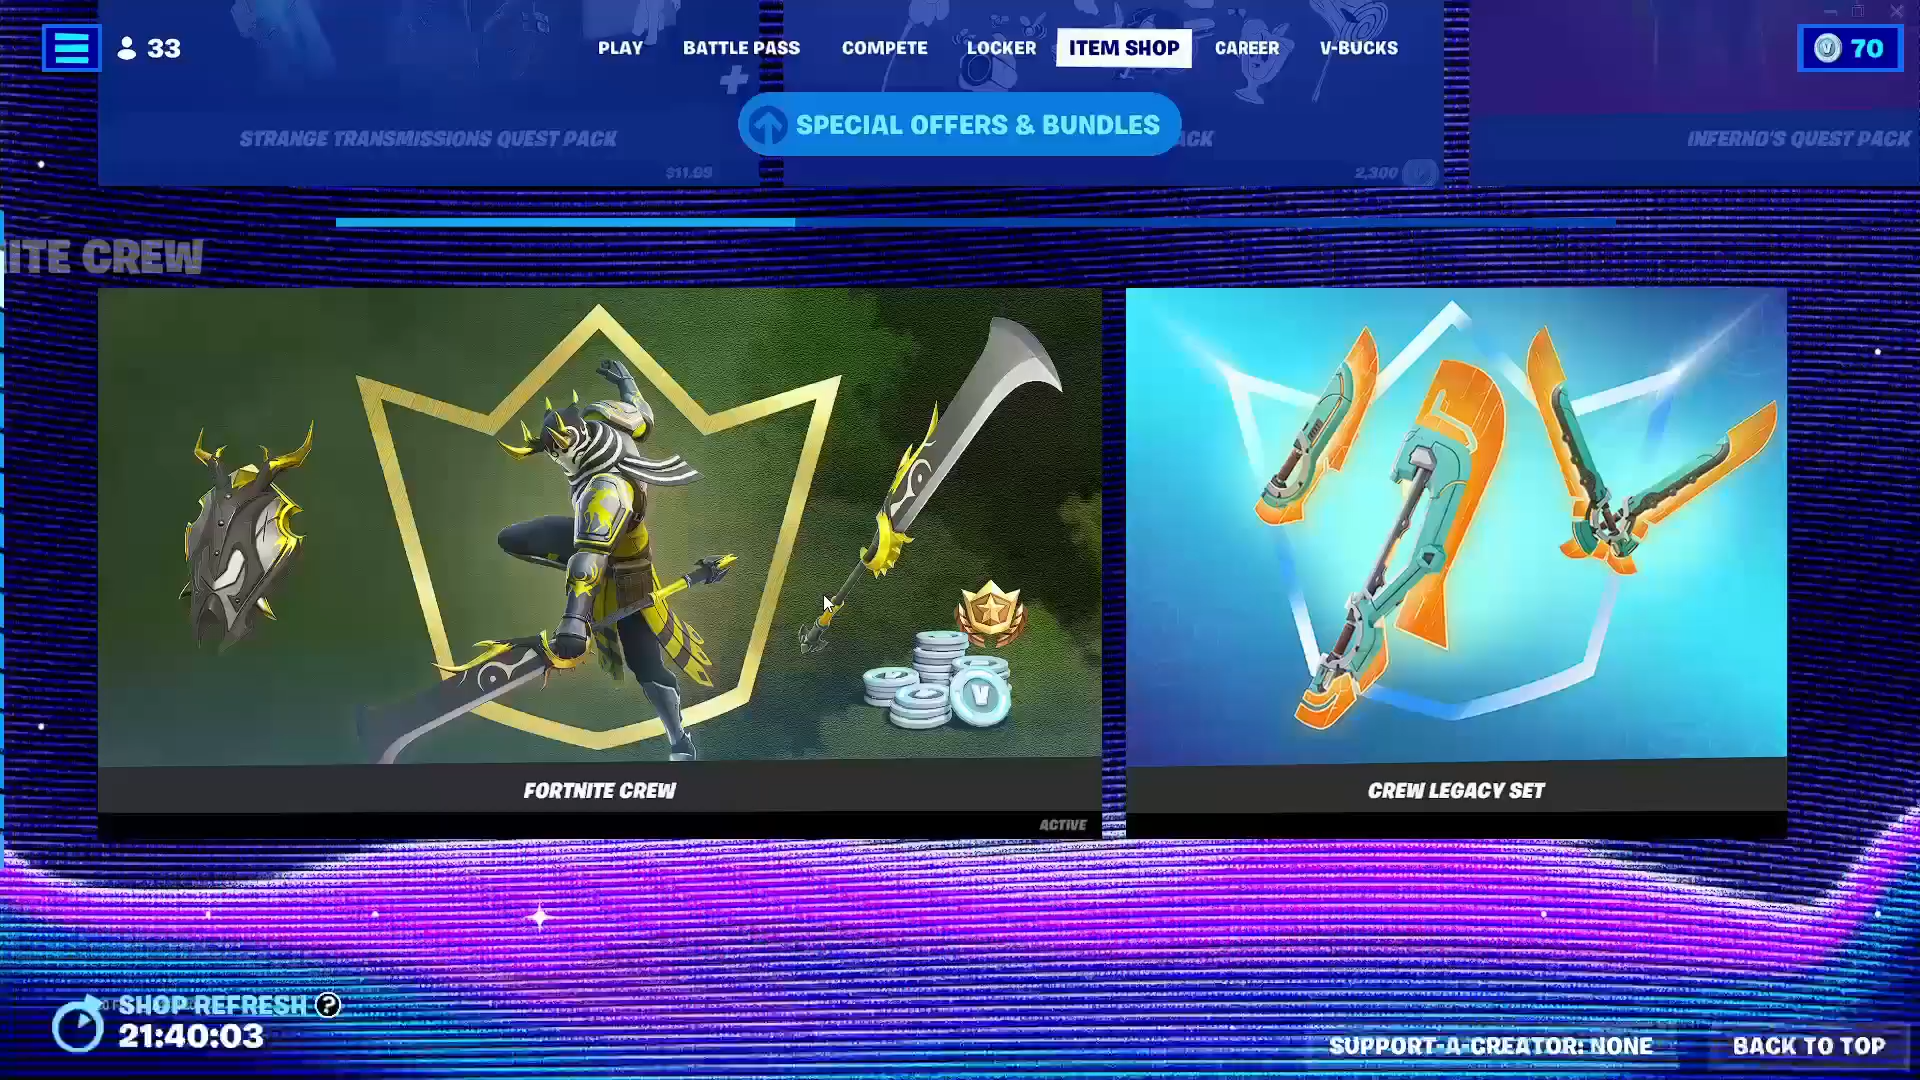 33
PLAY
BATTLE PASS
COMPETE
LOCKER
ITEM SHOP
CAREER
V-BUCKS
70
SPECIAL OFFERS & BUNDLES
STRANGE TRANSMISSIONS QUEST PACK
$11.99
2,300
INFERNO'S QUEST PACK
CREW
FORTNITE CREW
ACTIVE
CREW LEGACY SET
SHOP REFRESH ?
21:40:03
SUPPORT-A-CREATOR: NONE
BACK TO TOP